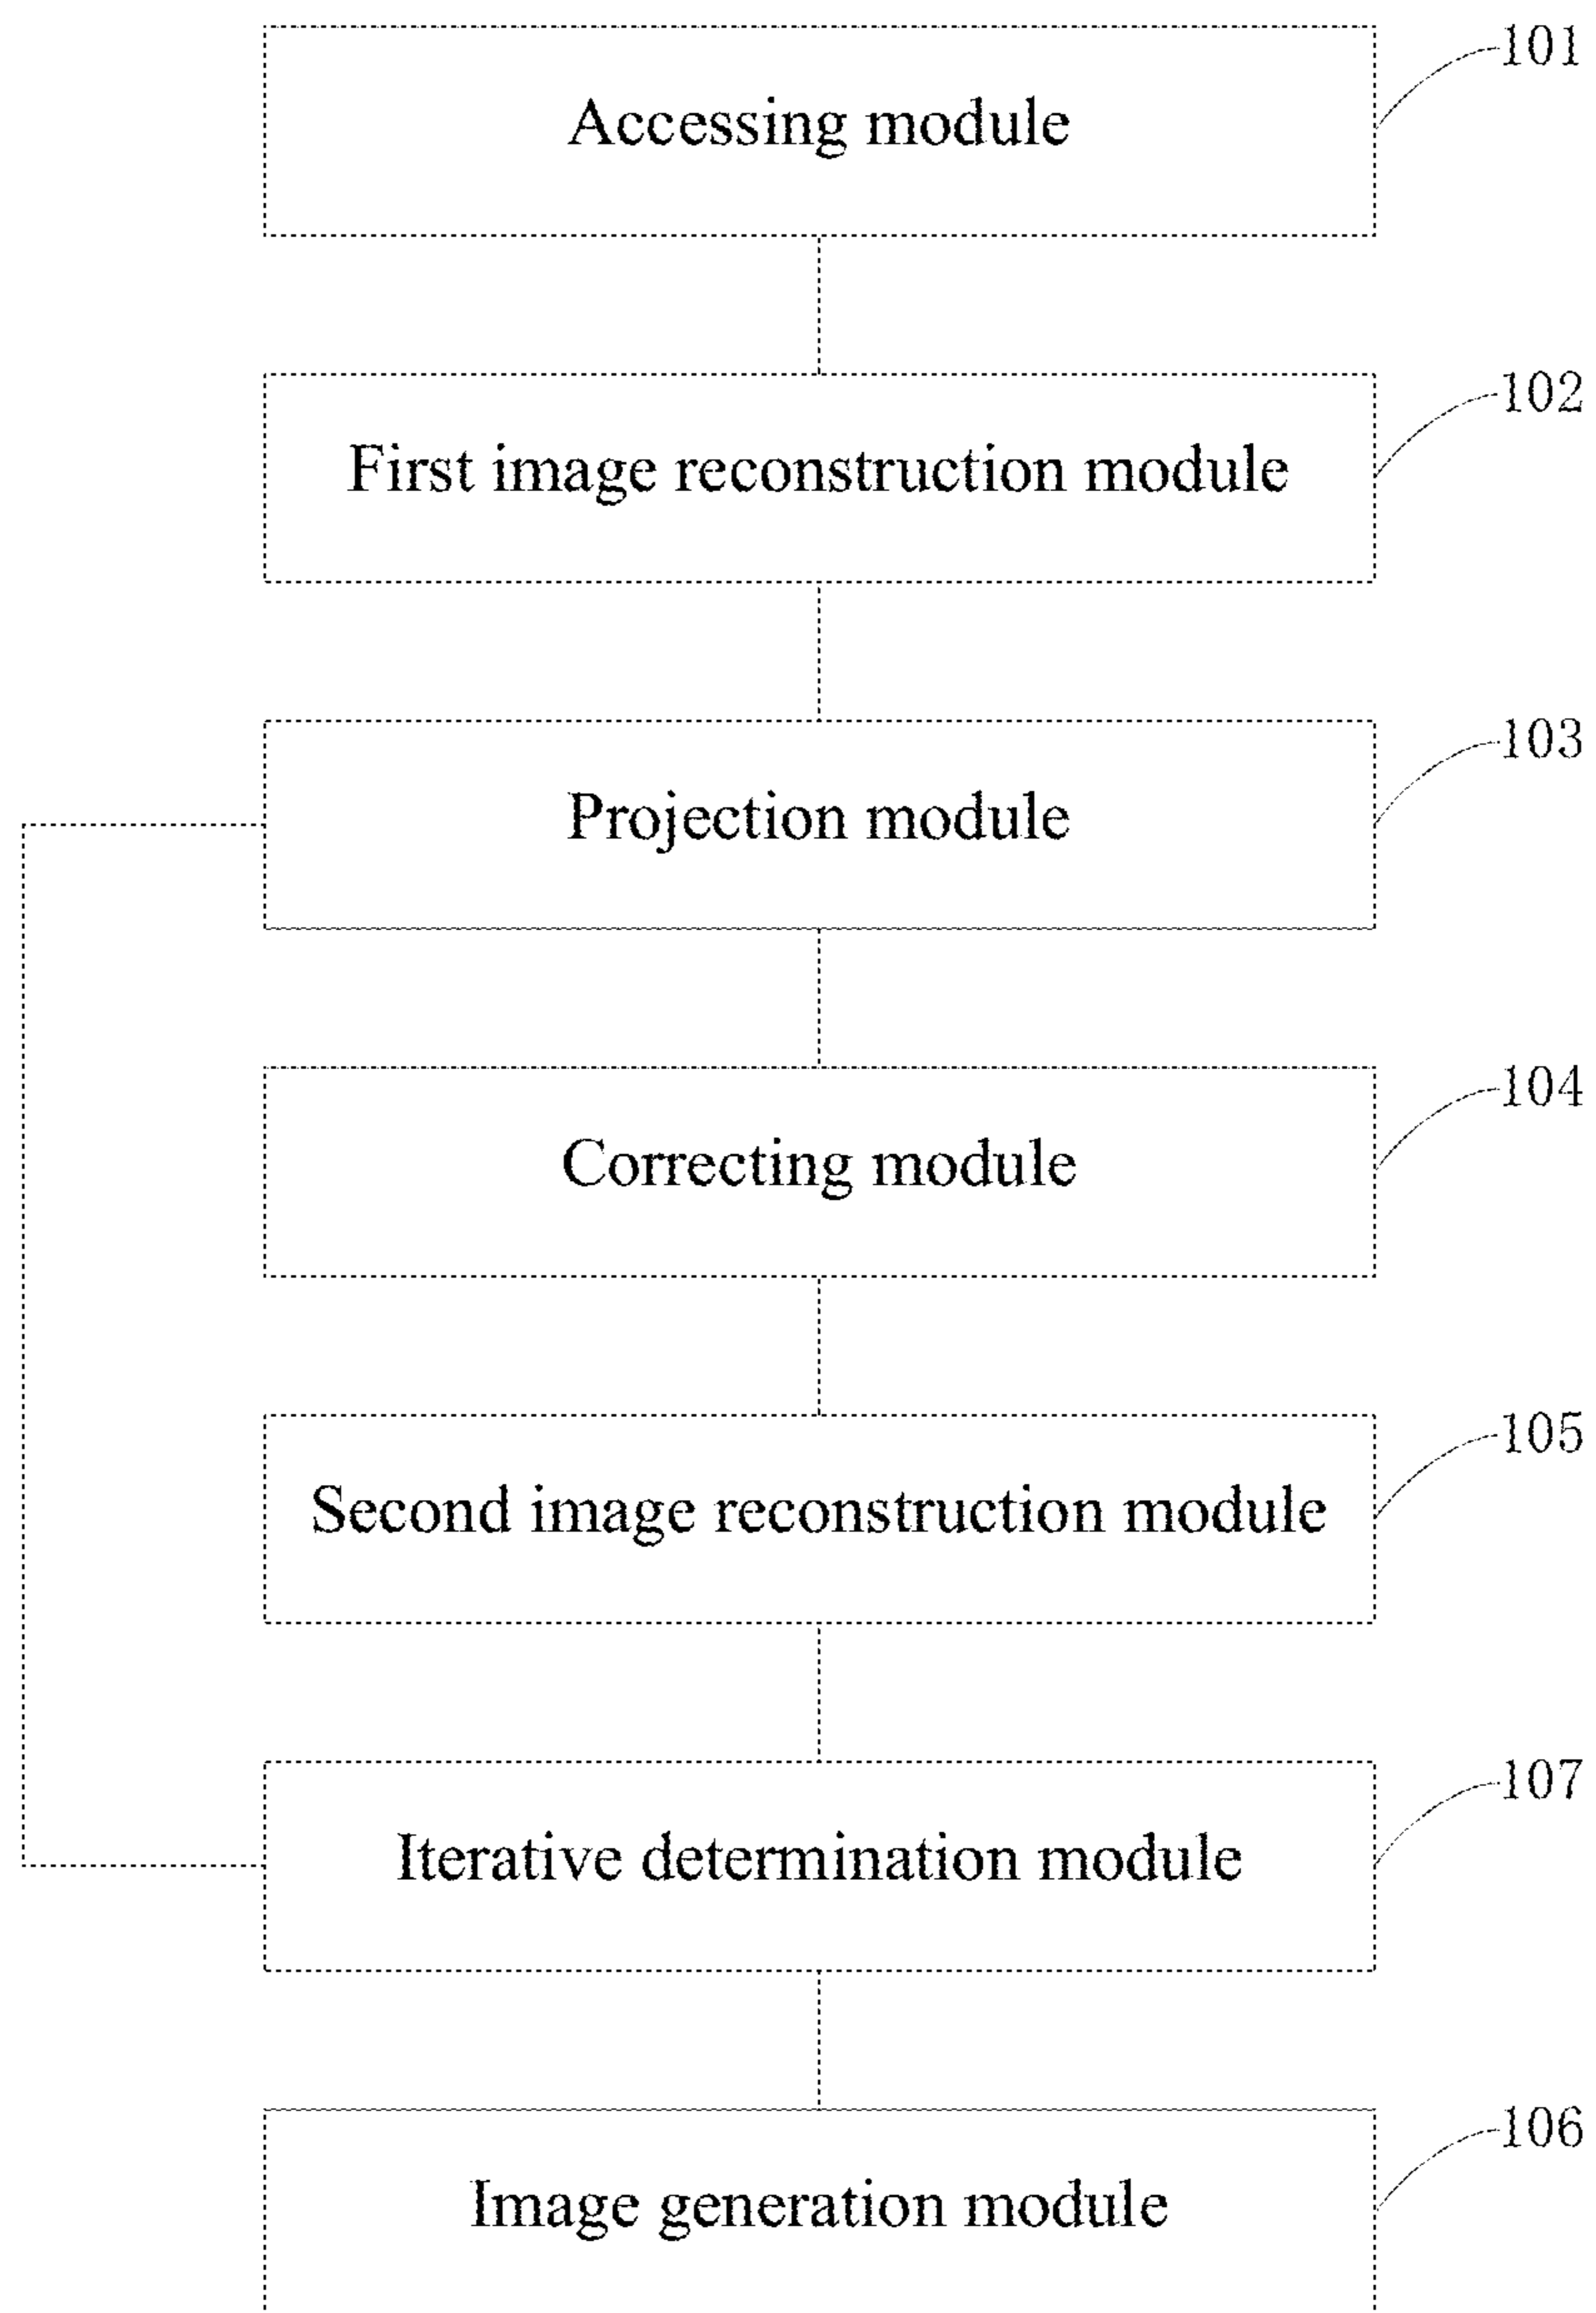 101
Accessing module
102
First image reconstruction module
103
Projection module
104
Correcting module
105
Second image reconstruction module
107
Iterative determination module
106
Image generation module